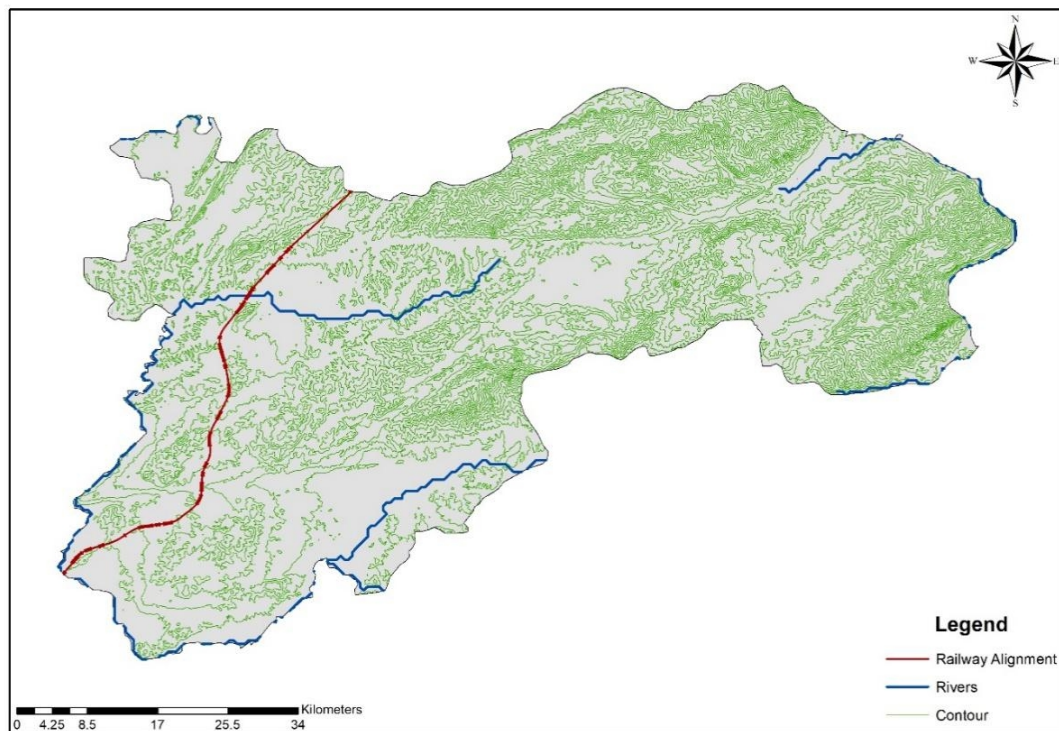 N
W E
S
Legend
Railway Alignment
Rivers
Contour
Kilometers
0 4.25 8.5 17 25.5 34